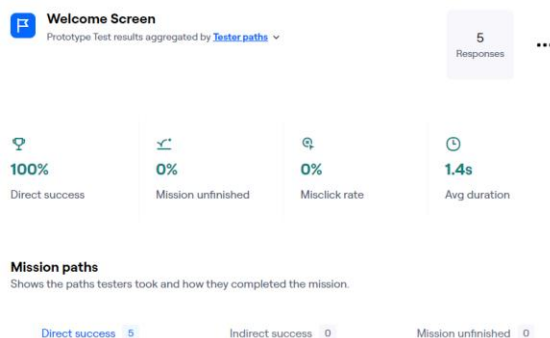 Welcome Screen
Prototype Test results aggregated by Tester paths
5
Responses
100%
Direct success
0%
Mission unfinished
0%
Misclick rate
1.4s
Avg duration
Mission paths
Shows the paths testers took and how they completed the mission.
Direct success 5
Indirect success 0
Mission unfinished 0